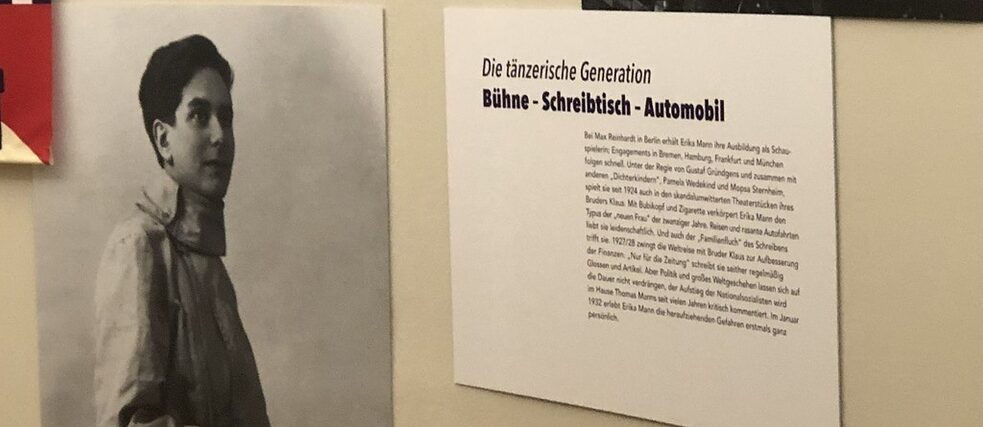 Die tänzerische Generation
Bühne – Schreibtisch – Automobil
Bei Max Reinhardt in Berlin erhält Erika Mann ihre Ausbildung als Schau-
spielerin; Engagements in Bremen, Hamburg, Frankfurt und München
folgen schnell. Unter der Regie von Gustaf Gründgens und zusammen mit
anderen „Dichterkindern", Pamela Wedekind und Mopsa Sternheim,
spielt sie seit 1924 auch in den skandalumwitterten Theaterstücken ihres
Bruders Klaus. Mit Bubikopf und Zigarette verkörpert Erika Mann den
Typus der „neuen Frau" der zwanziger Jahre. Reisen und rasante Autofahrten
liebt sie leidenschaftlich. Und auch der „Familienfluch" des Schreibens
trifft sie. 1927/28 zwingt die Weltreise mit Bruder Klaus zur Aufbesserung
der Finanzen. „Nur für die Zeitung" schreibt sie seither regelmäßig
Glossen und Artikel. Aber Politik und großes Weltgeschehen lassen sich auf
die Dauer nicht verdrängen, der Aufstieg der Nationalsozialisten wird
im Hause Thomas Manns seit vielen Jahren kritisch kommentiert. Im Januar
1932 erlebt Erika Mann die heraufziehenden Gefahren erstmals ganz
persönlich.